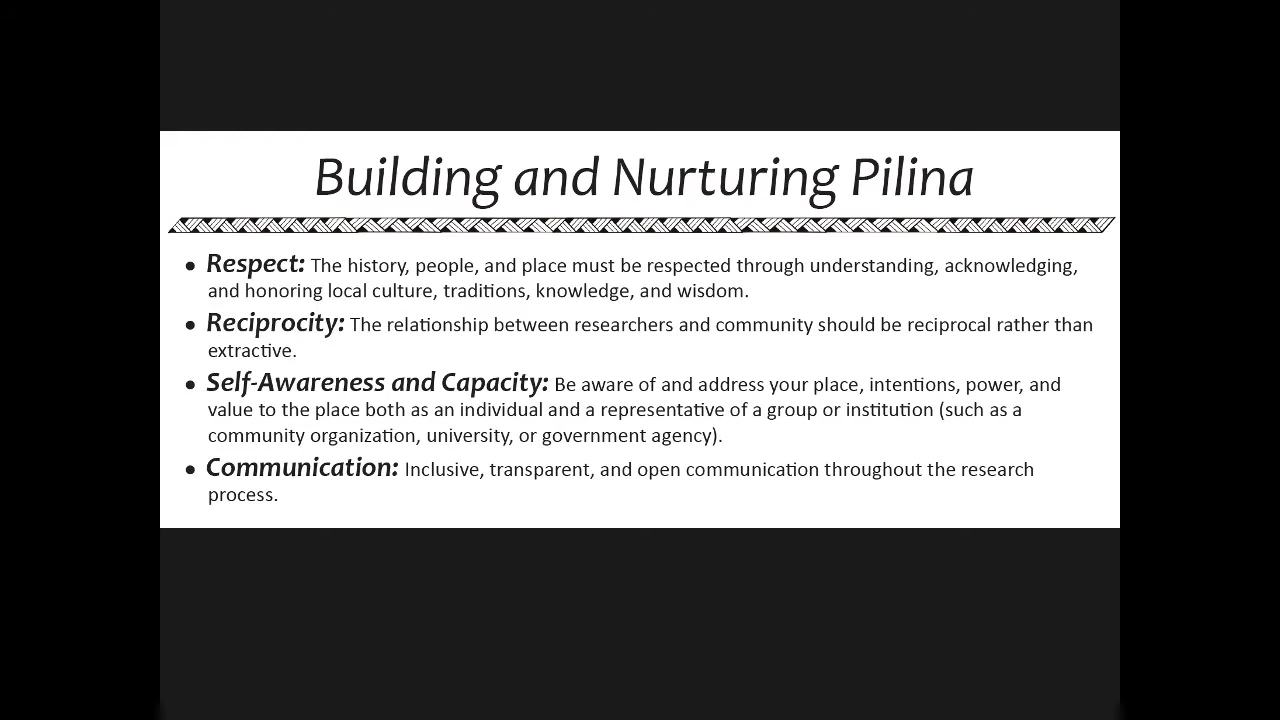 Building and Nurturing Pilina
• Respect: The history, people, and place must be respected through understanding, acknowledging,
and honoring local culture, traditions, knowledge, and wisdom.
• Reciprocity: The relationship between researchers and community should be reciprocal rather than
extractive.
• Self-Awareness and Capacity: Be aware of and address your place, intentions, power, and
value to the place both as an individual and a representative of a group or institution (such as a
community organization, university, or government agency).
• Communication: Inclusive, transparent, and open communication throughout the research
process.